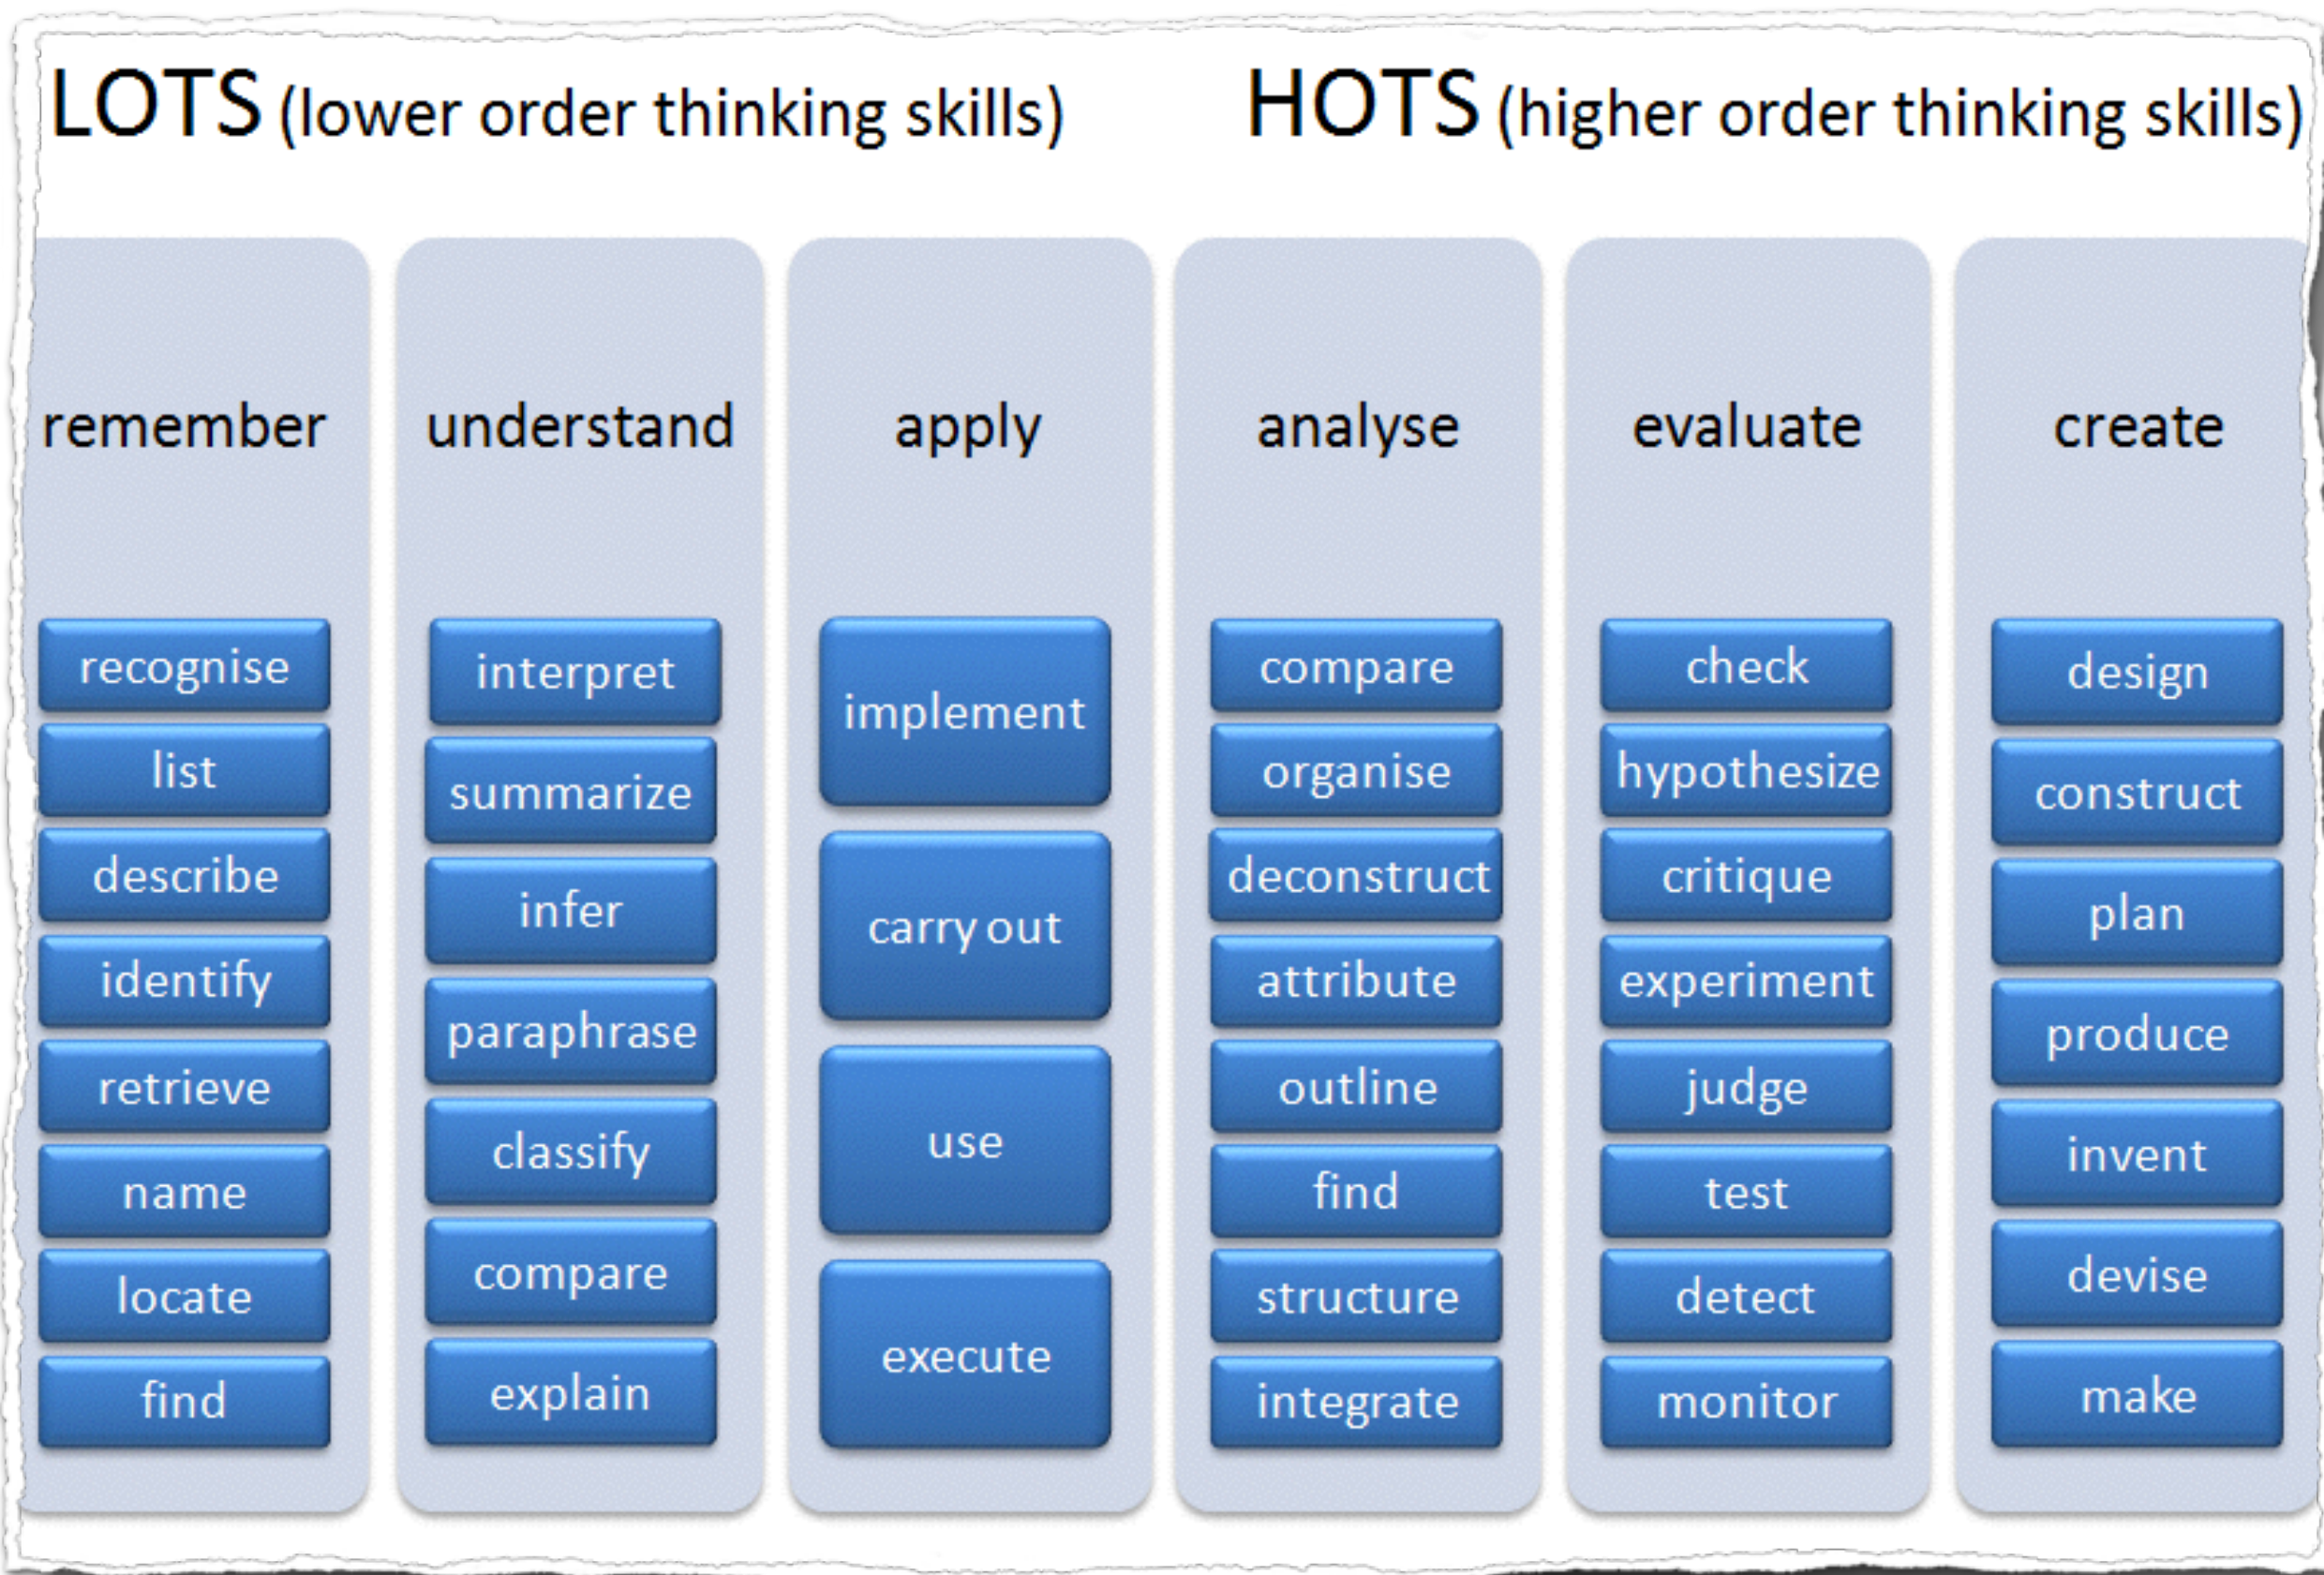 LOTS (lower order thinking skills)
HOTS (higher order thinking skills)
remember
recognise
list
describe
identify
retrieve
name
locate
find
understand
interpret
summarize
infer
paraphrase
classify
compare
explain
apply
implement
carry out
use
execute
analyse
compare
organise
deconstruct
attribute
outline
find
structure
integrate
evaluate
check
hypothesize
critique
experiment
judge
test
detect
monitor
create
design
construct
plan
produce
invent
devise
make